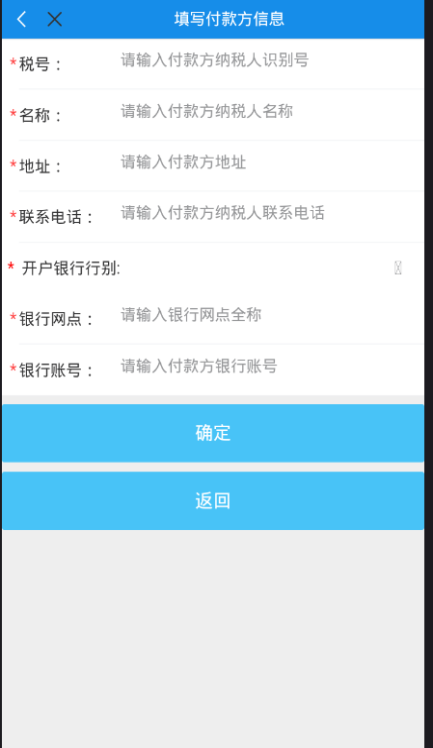 填写付款方信息
*税号： 请输入付款方纳税人识别号
*名称： 请输入付款方纳税人名称
*地址： 请输入付款方地址
*联系电话： 请输入付款方纳税人联系电话
* 开户银行行别:
*银行网点： 请输入银行网点全称
*银行账号： 请输入付款方银行账号
确定
返回